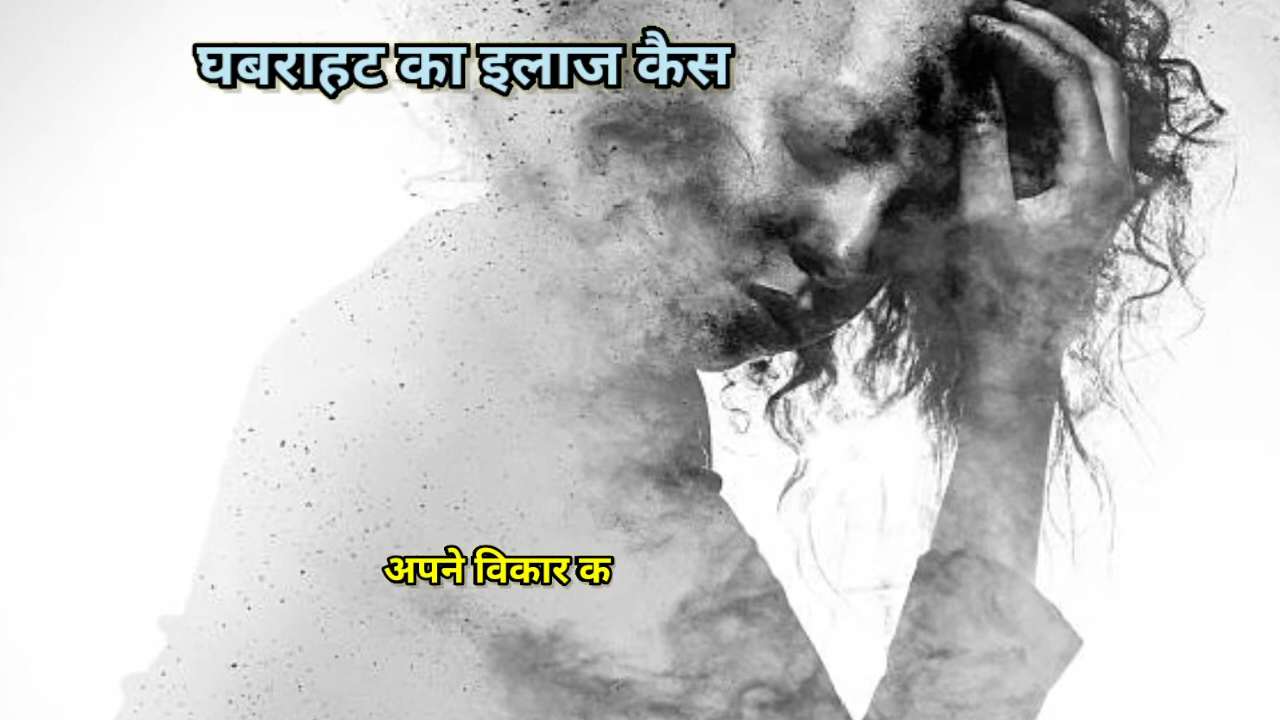 घबराहट का इलाज कैस
अपने विकार क